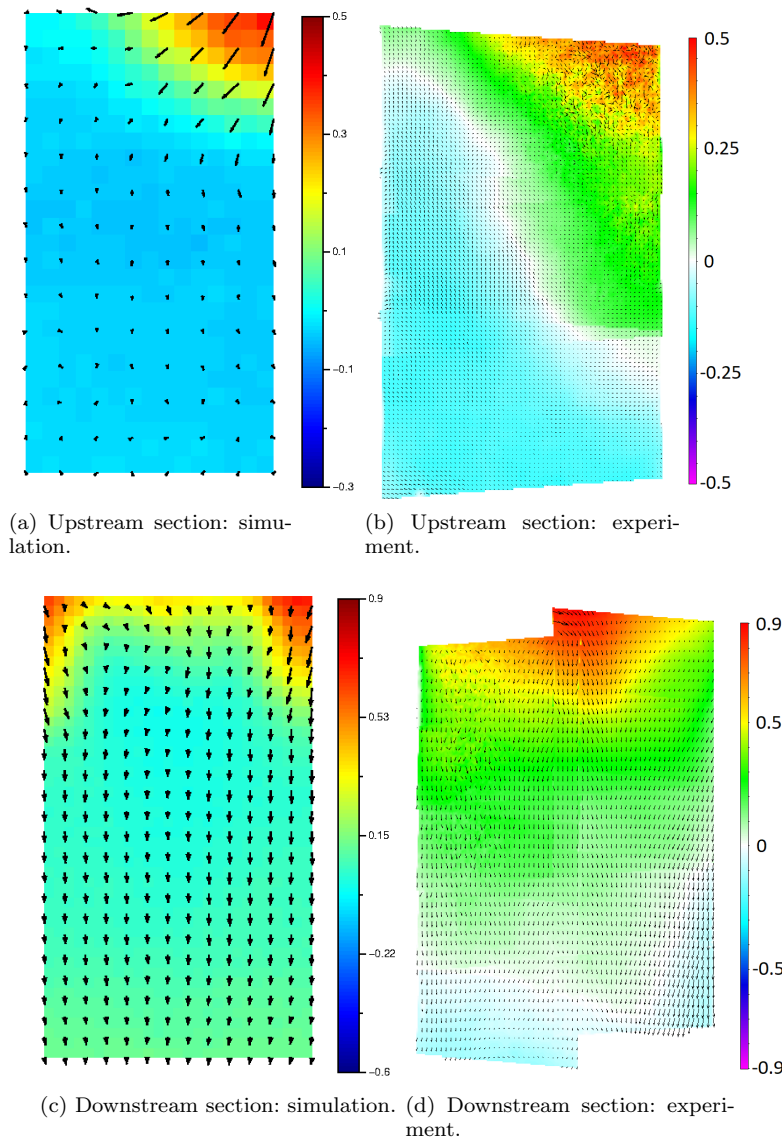 0.5
0.3
0.1
−0.1
−0.3
0.5
0.25
0
-0.25
-0.5
(a) Upstream section: simu-
lation.
(b) Upstream section: experi-
ment.
0.9
0.53
0.15
−0.22
−0.6
0.9
0.5
0
-0.5
-0.9
(c) Downstream section: simulation.
(d) Downstream section: experi-
ment.